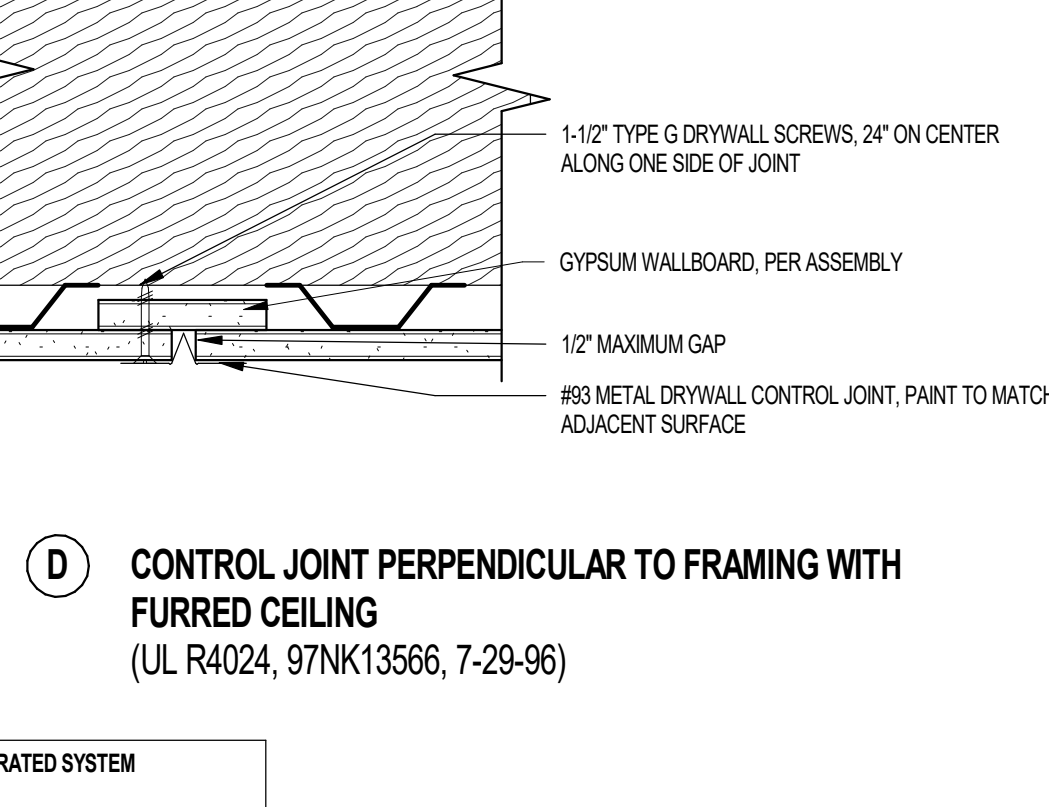 1-1/2" TYPE G DRYWALL SCREWS, 24" ON CENTER
ALONG ONE SIDE OF JOINT
GYPSUM WALLBOARD, PER ASSEMBLY
1/2" MAXIMUM GAP
#93 METAL DRYWALL CONTROL JOINT, PAINT TO MATCH
ADJACENT SURFACE
D
CONTROL JOINT PERPENDICULAR TO FRAMING WITH
FURRED CEILING
(UL R4024, 97NK13566, 7-29-96)
RATED SYSTEM